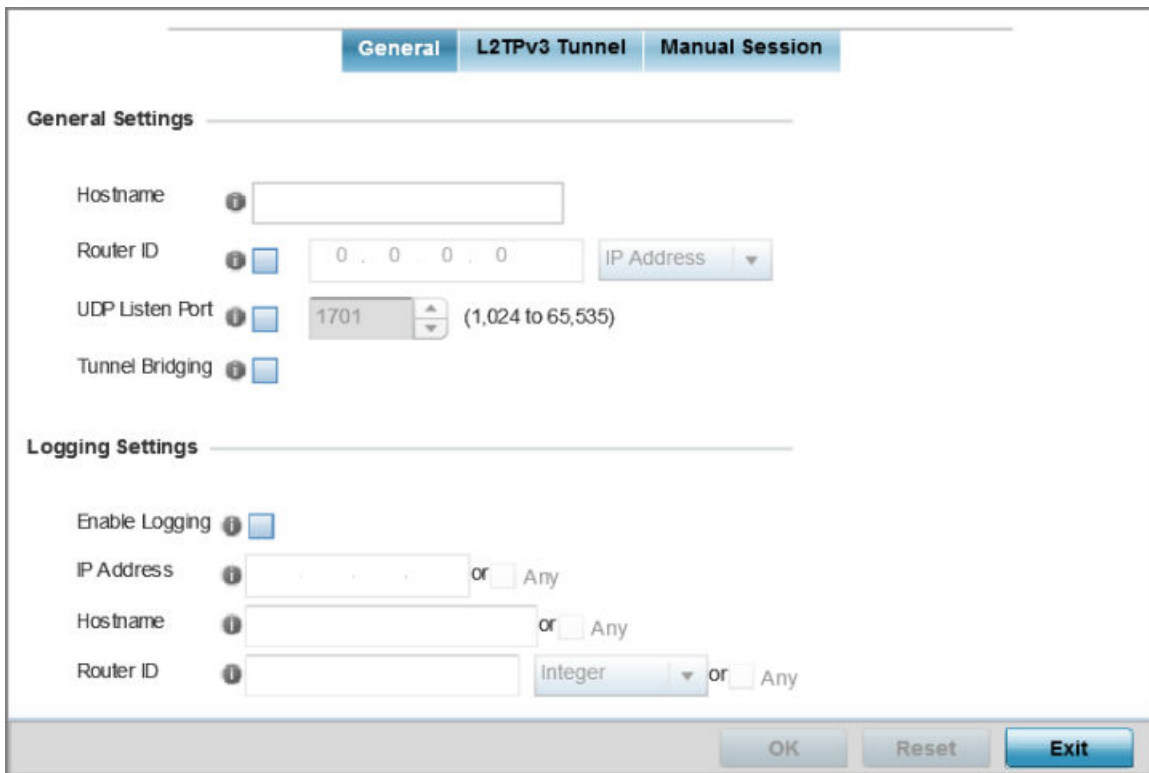 General L2TPv3 Tunnel Manual Session
General Settings
Hostname
Router ID 0 . 0 . 0 . 0 IP Address
UDP Listen Port 1701 (1,024 to 65,535)
Tunnel Bridging
Logging Settings
Enable Logging
IP Address . . . or Any
Hostname or Any
Router ID Integer or Any
OK Reset Exit